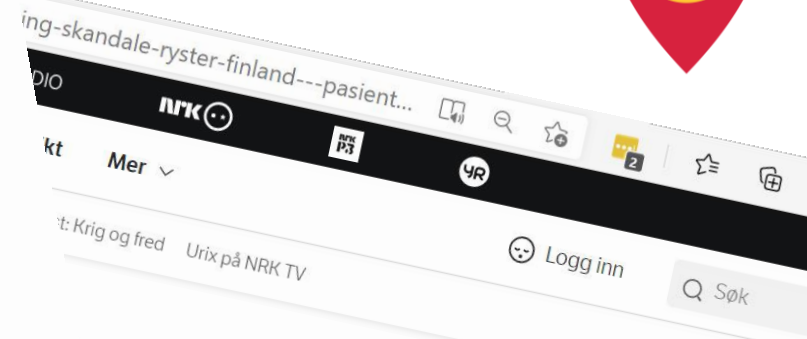 ing-skandale-ryster-finland---pasient...
2
DIO nrk nrk P3 YR
kt Mer
t: Krig og fred Urix på NRK TV
Logg inn Søk